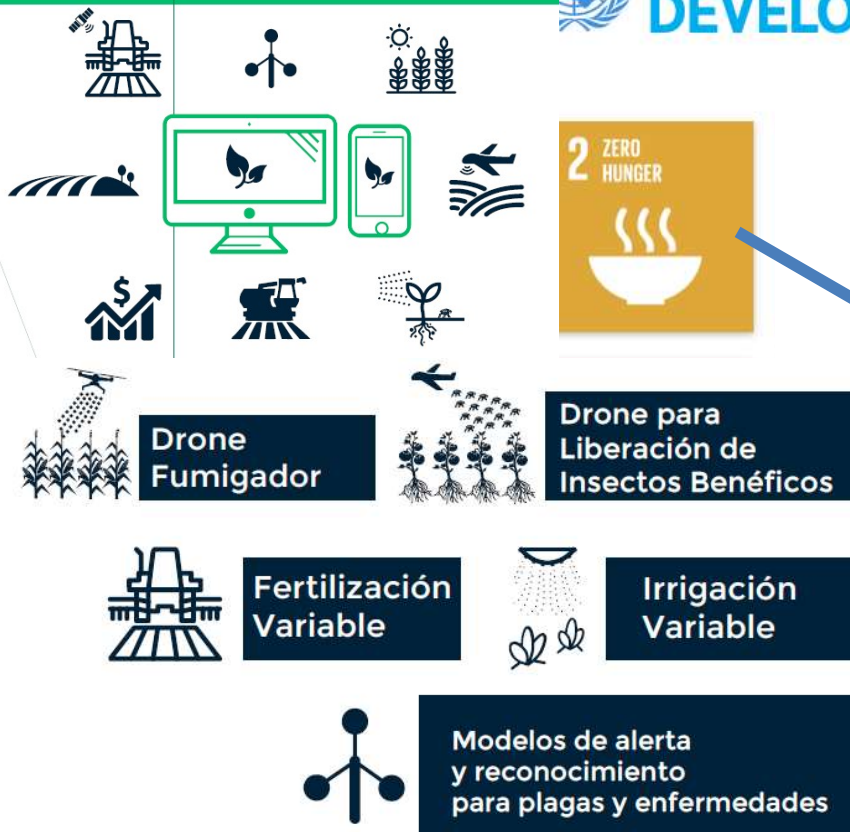 DEVELO
2 ZERO
HUNGER
$
Drone
Fumigador
Drone para
Liberación de
Insectos Benéficos
Fertilización
Variable
Irrigación
Variable
Modelos de alerta
y reconocimiento
para plagas y enfermedades